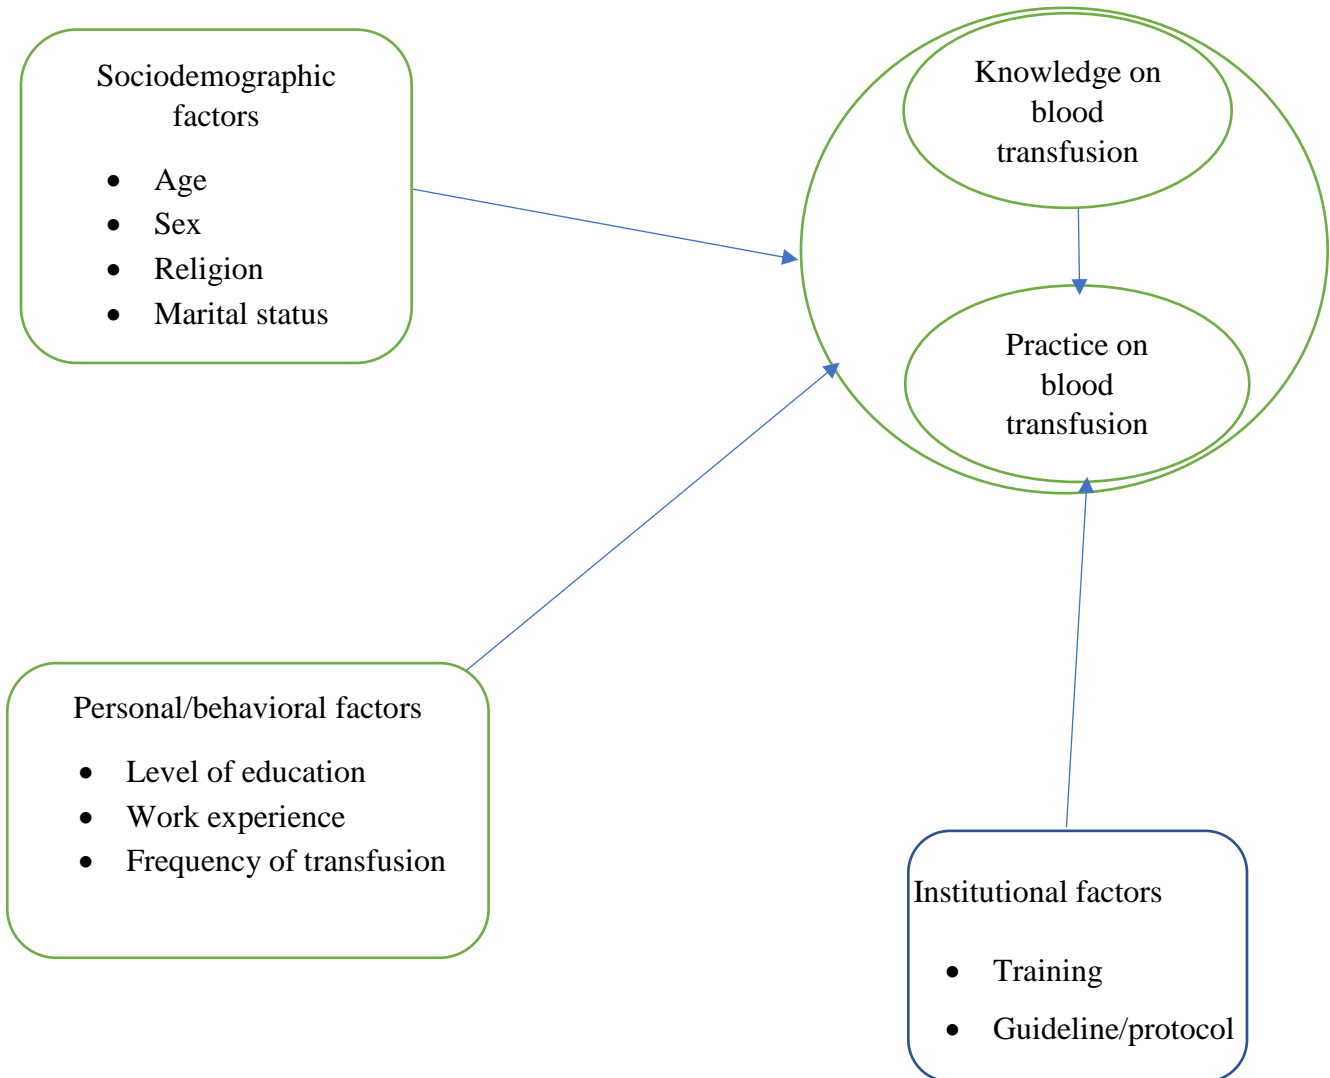 Sociodemographic
factors
• Age
• Sex
• Religion
• Marital status
Knowledge on
blood
transfusion
Practice on
blood
transfusion
Personal/behavioral factors
• Level of education
• Work experience
• Frequency of transfusion
Institutional factors
• Training
• Guideline/protocol